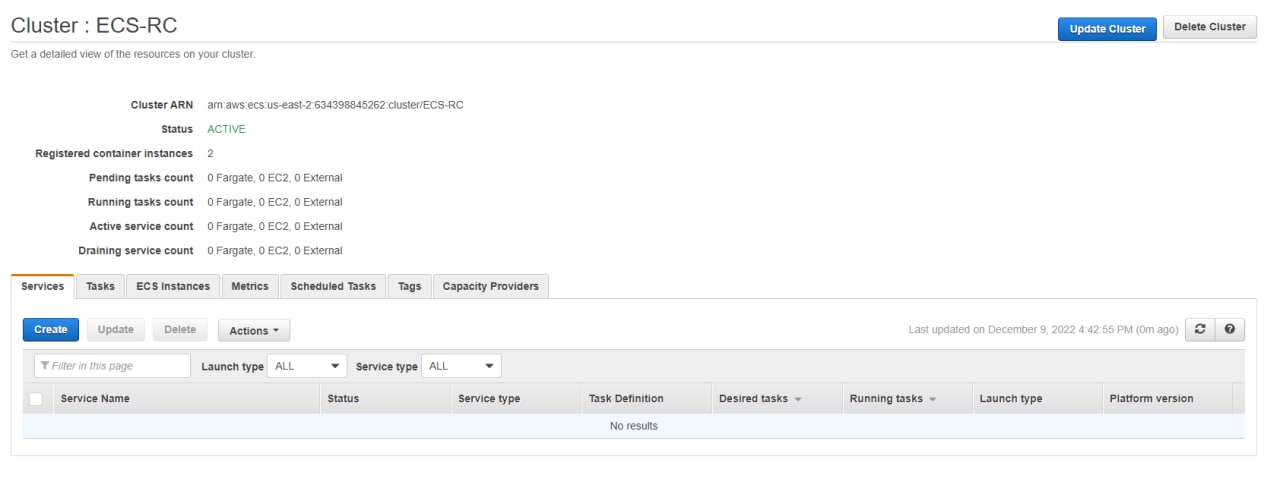 Cluster : ECS-RC
Update Cluster Delete Cluster
Get a detailed view of the resources on your cluster.
Cluster ARN arn:aws:ecs:us-east-2:634398845262:cluster/ECS-RC
Status ACTIVE
Registered container instances 2
Pending tasks count 0 Fargate, 0 EC2, 0 External
Running tasks count 0 Fargate, 0 EC2, 0 External
Active service count 0 Fargate, 0 EC2, 0 External
Draining service count 0 Fargate, 0 EC2, 0 External
Services Tasks ECS Instances Metrics Scheduled Tasks Tags Capacity Providers
Create Update Delete Actions Last updated on December 9, 2022 4:42:55 PM (0m ago)
Filter in this page Launch type ALL Service type ALL
Service Name Status Service type Task Definition Desired tasks Running tasks Launch type Platform version
No results